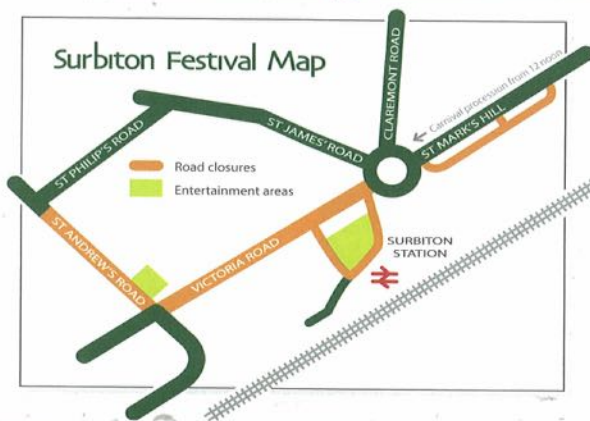 Surbiton Festival Map
CLAREMONT ROAD
Carnival procession from 12 noon
ST MARK'S HILL
ST JAMES' ROAD
ST PHILIP'S ROAD
Road closures
Entertainment areas
ST ANDREW'S ROAD
VICTORIA ROAD
SURBITON
STATION